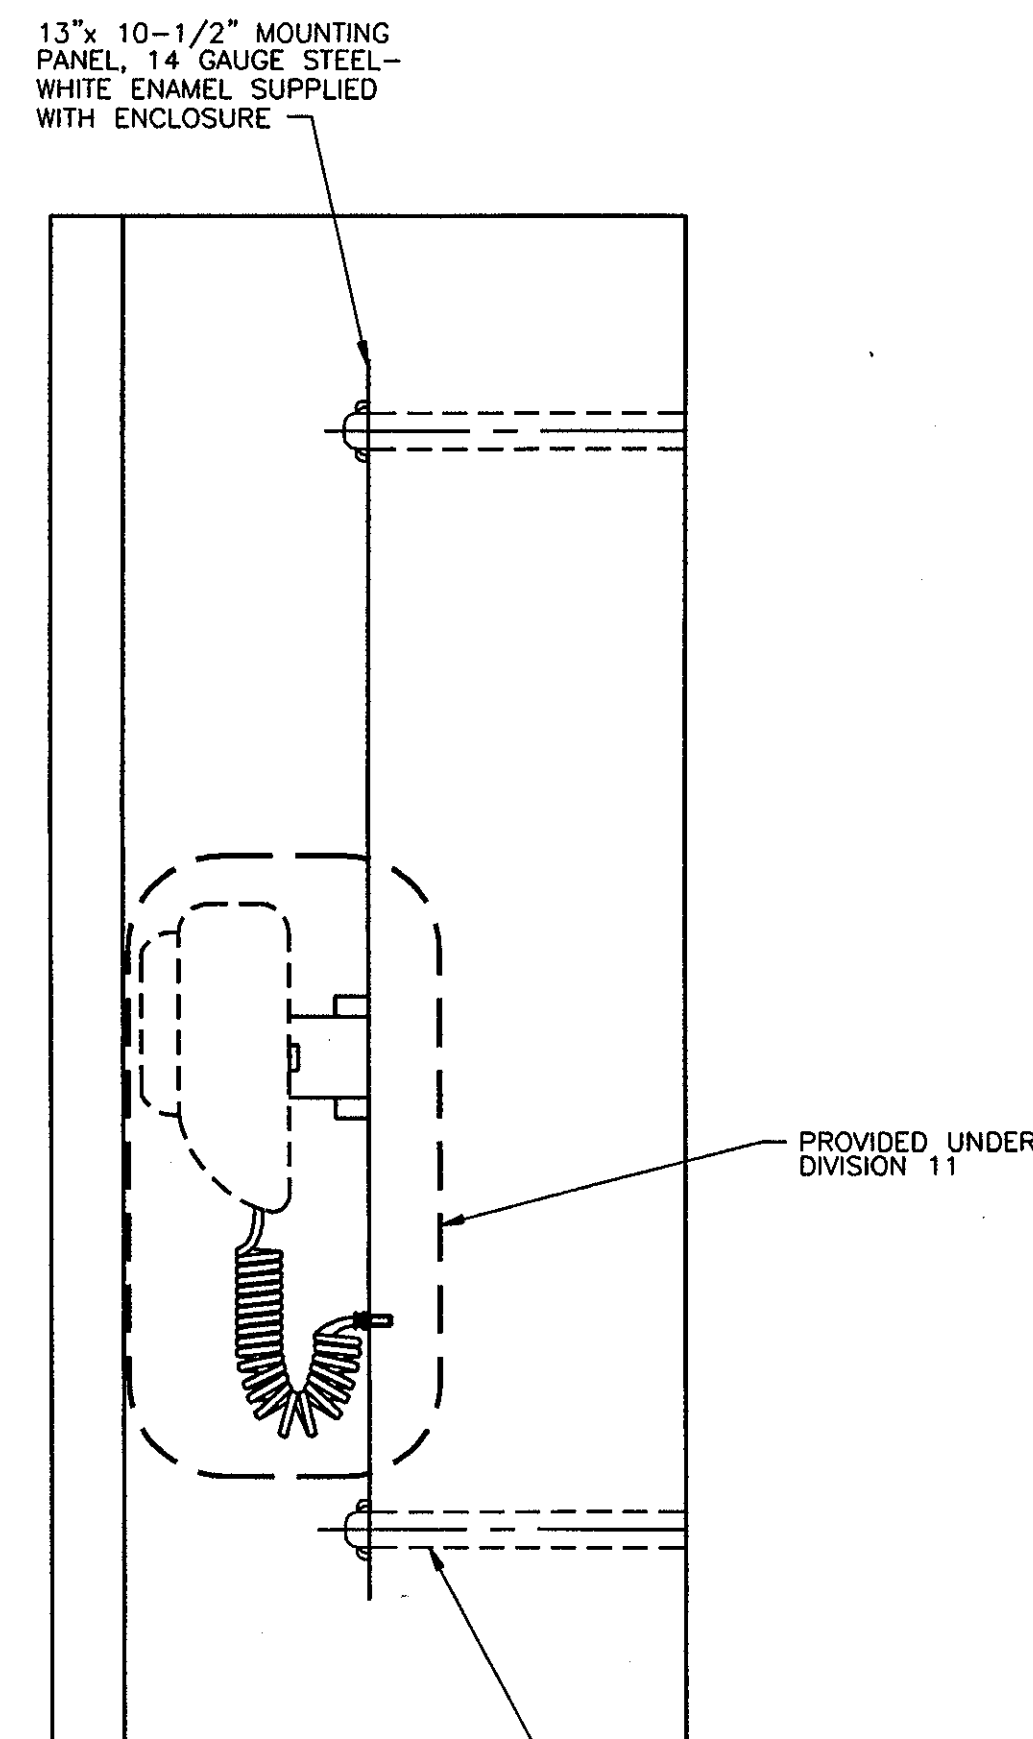 13”x 10-1/2” MOUNTING
PANEL, 14 GAUGE STEEL-
WHITE ENAMEL SUPPLIED
WITH ENCLOSURE
PROVIDED UNDER
DIVISION 11